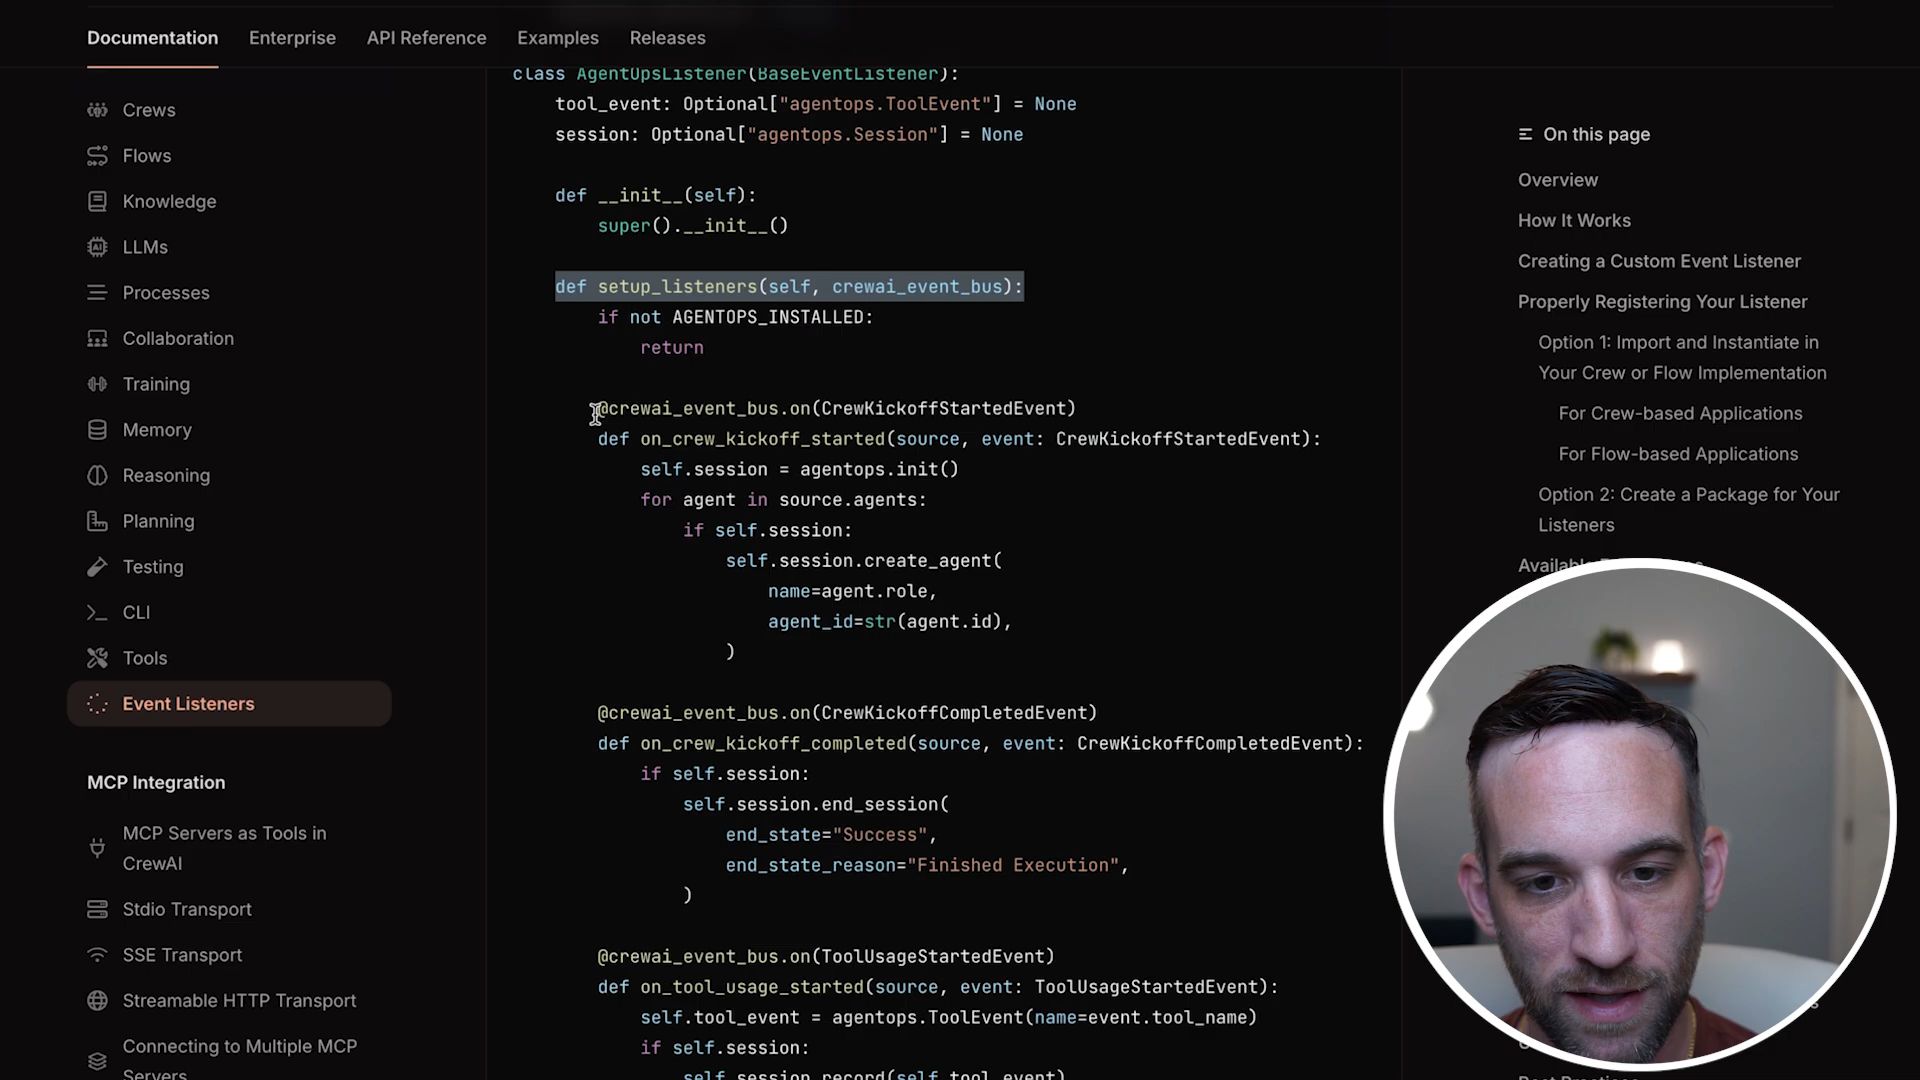 Documentation
Enterprise
API Reference
Examples
Releases
Crews
Flows
Knowledge
LLMs
Processes
Collaboration
Training
Memory
Reasoning
Planning
Testing
CLI
Tools
Event Listeners
MCP Integration
MCP Servers as Tools in
CrewAI
Stdio Transport
SSE Transport
Streamable HTTP Transport
Connecting to Multiple MCP
Servers
class AgentOpsListener(BaseEventListener):
tool_event: Optional["agentops.ToolEvent"] = None
session: Optional["agentops.Session"] = None
def __init__(self):
super().__init__()
def setup_listeners(self, crewai_event_bus):
if not AGENTOPS_INSTALLED:
return
@crewai_event_bus.on(CrewKickoffStartedEvent)
def on_crew_kickoff_started(source, event: CrewKickoffStartedEvent):
self.session = agentops.init()
for agent in source.agents:
if self.session:
self.session.create_agent(
name=agent.role,
agent_id=str(agent.id),
)
@crewai_event_bus.on(CrewKickoffCompletedEvent)
def on_crew_kickoff_completed(source, event: CrewKickoffCompletedEvent):
if self.session:
self.session.end_session(
end_state="Success",
end_state_reason="Finished Execution",
)
@crewai_event_bus.on(ToolUsageStartedEvent)
def on_tool_usage_started(source, event: ToolUsageStartedEvent):
self.tool_event = agentops.ToolEvent(name=event.tool_name)
if self.session:
self.session.record(self.tool_event)
On this page
Overview
How It Works
Creating a Custom Event Listener
Properly Registering Your Listener
Option 1: Import and Instantiate in
Your Crew or Flow Implementation
For Crew-based Applications
For Flow-based Applications
Option 2: Create a Package for Your
Listeners